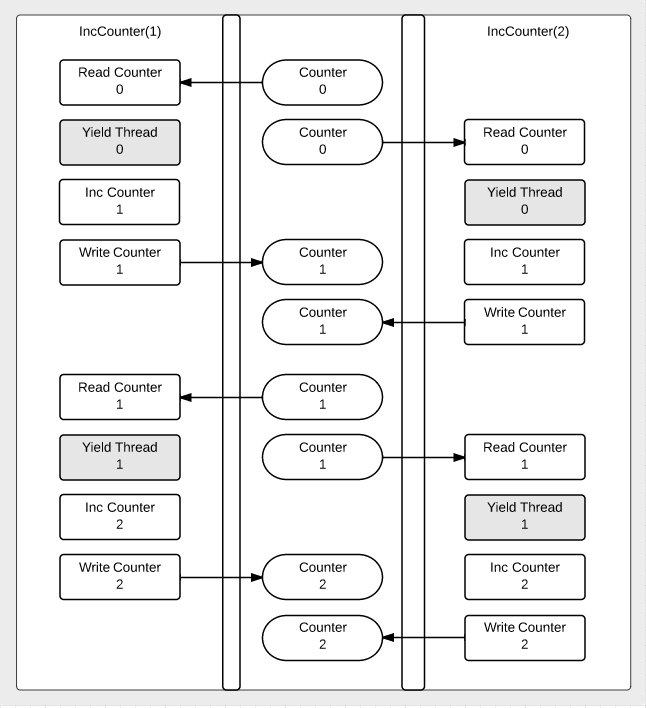 IncCounter(1)
IncCounter(2)
Read Counter
0
Counter
0
Yield Thread
0
Counter
0
Read Counter
0
Inc Counter
1
Yield Thread
0
Write Counter
1
Counter
1
Inc Counter
1
Counter
1
Write Counter
1
Read Counter
1
Counter
1
Yield Thread
1
Counter
1
Read Counter
1
Inc Counter
2
Yield Thread
1
Write Counter
2
Counter
2
Inc Counter
2
Counter
2
Write Counter
2